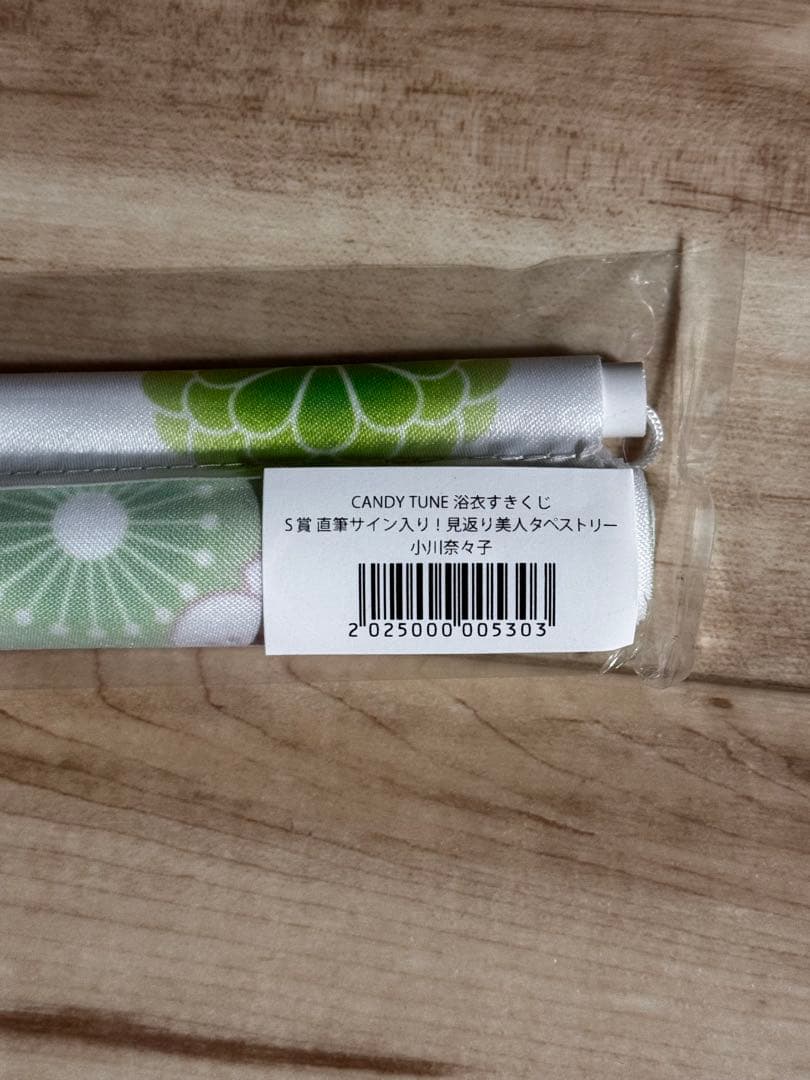 CANDY TUNE 浴衣すきくじ
S賞 直筆サイン入り！見返り美人タペストリー
小川奈々子
2 025000 005303